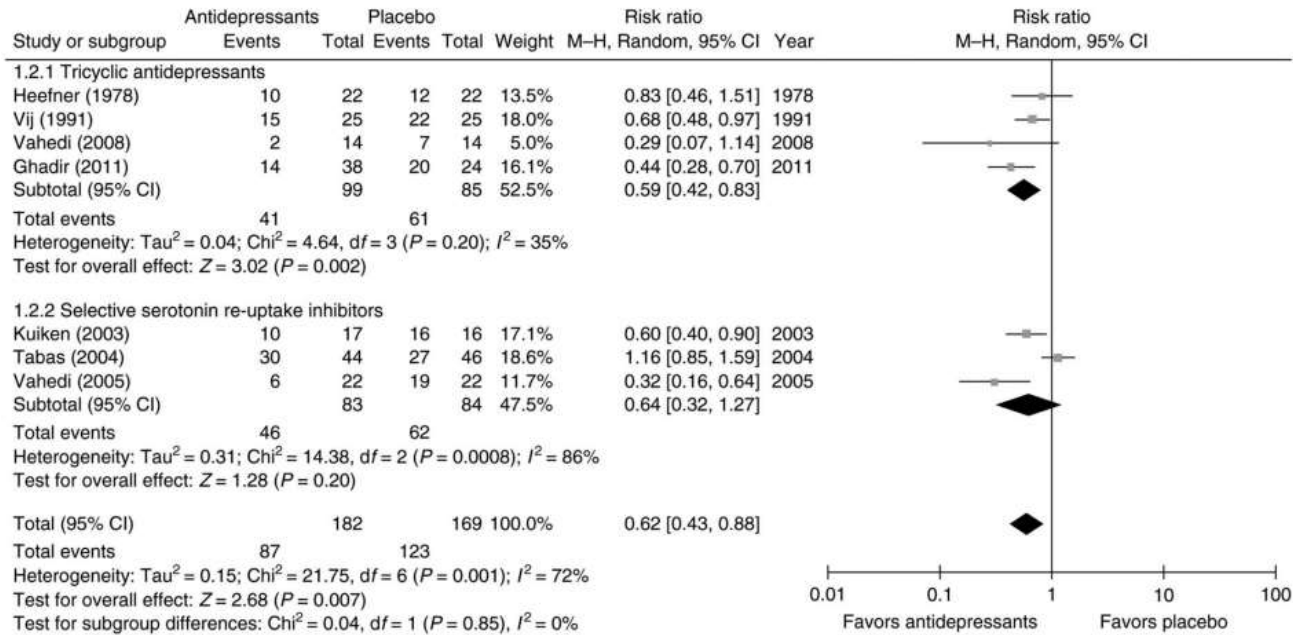 Antidepressants Placebo Risk ratio Risk ratio
Study or subgroup Events Total Events Total Weight M–H, Random, 95% CI Year M–H, Random, 95% CI
1.2.1 Tricyclic antidepressants
Heefner (1978) 10 22 12 22 13.5% 0.83 [0.46, 1.51] 1978
Vij (1991) 15 25 22 25 18.0% 0.68 [0.48, 0.97] 1991
Vahedi (2008) 2 14 7 14 5.0% 0.29 [0.07, 1.14] 2008
Ghadir (2011) 14 38 20 24 16.1% 0.44 [0.28, 0.70] 2011
Subtotal (95% CI) 99 85 52.5% 0.59 [0.42, 0.83]
Total events 41 61
Heterogeneity: Tau² = 0.04; Chi² = 4.64, df = 3 (P = 0.20); I² = 35%
Test for overall effect: Z = 3.02 (P = 0.002)
1.2.2 Selective serotonin re-uptake inhibitors
Kuiken (2003) 10 17 16 16 17.1% 0.60 [0.40, 0.90] 2003
Tabas (2004) 30 44 27 46 18.6% 1.16 [0.85, 1.59] 2004
Vahedi (2005) 6 22 19 22 11.7% 0.32 [0.16, 0.64] 2005
Subtotal (95% CI) 83 84 47.5% 0.64 [0.32, 1.27]
Total events 46 62
Heterogeneity: Tau² = 0.31; Chi² = 14.38, df = 2 (P = 0.0008); I² = 86%
Test for overall effect: Z = 1.28 (P = 0.20)
Total (95% CI) 182 169 100.0% 0.62 [0.43, 0.88]
Total events 87 123
Heterogeneity: Tau² = 0.15; Chi² = 21.75, df = 6 (P = 0.001); I² = 72%
Test for overall effect: Z = 2.68 (P = 0.007)
Test for subgroup differences: Chi² = 0.04, df = 1 (P = 0.85), I² = 0%
0.01 0.1 1 10 100
Favors antidepressants Favors placebo